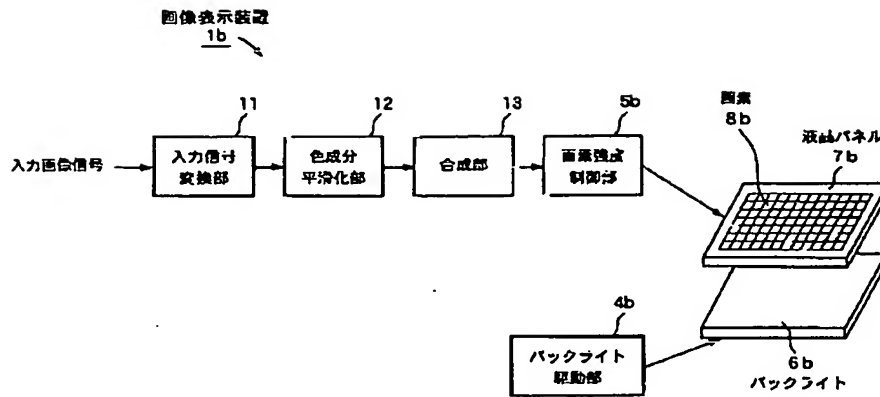 画像表示装置
1b
11
12
13
5b
画素
8b
液晶パネル
7b
入力画像信号
入力信号
変換部
色成分
平滑化部
合成部
画素強度
制御部
4b
バックライト
駆動部
6b
バックライト